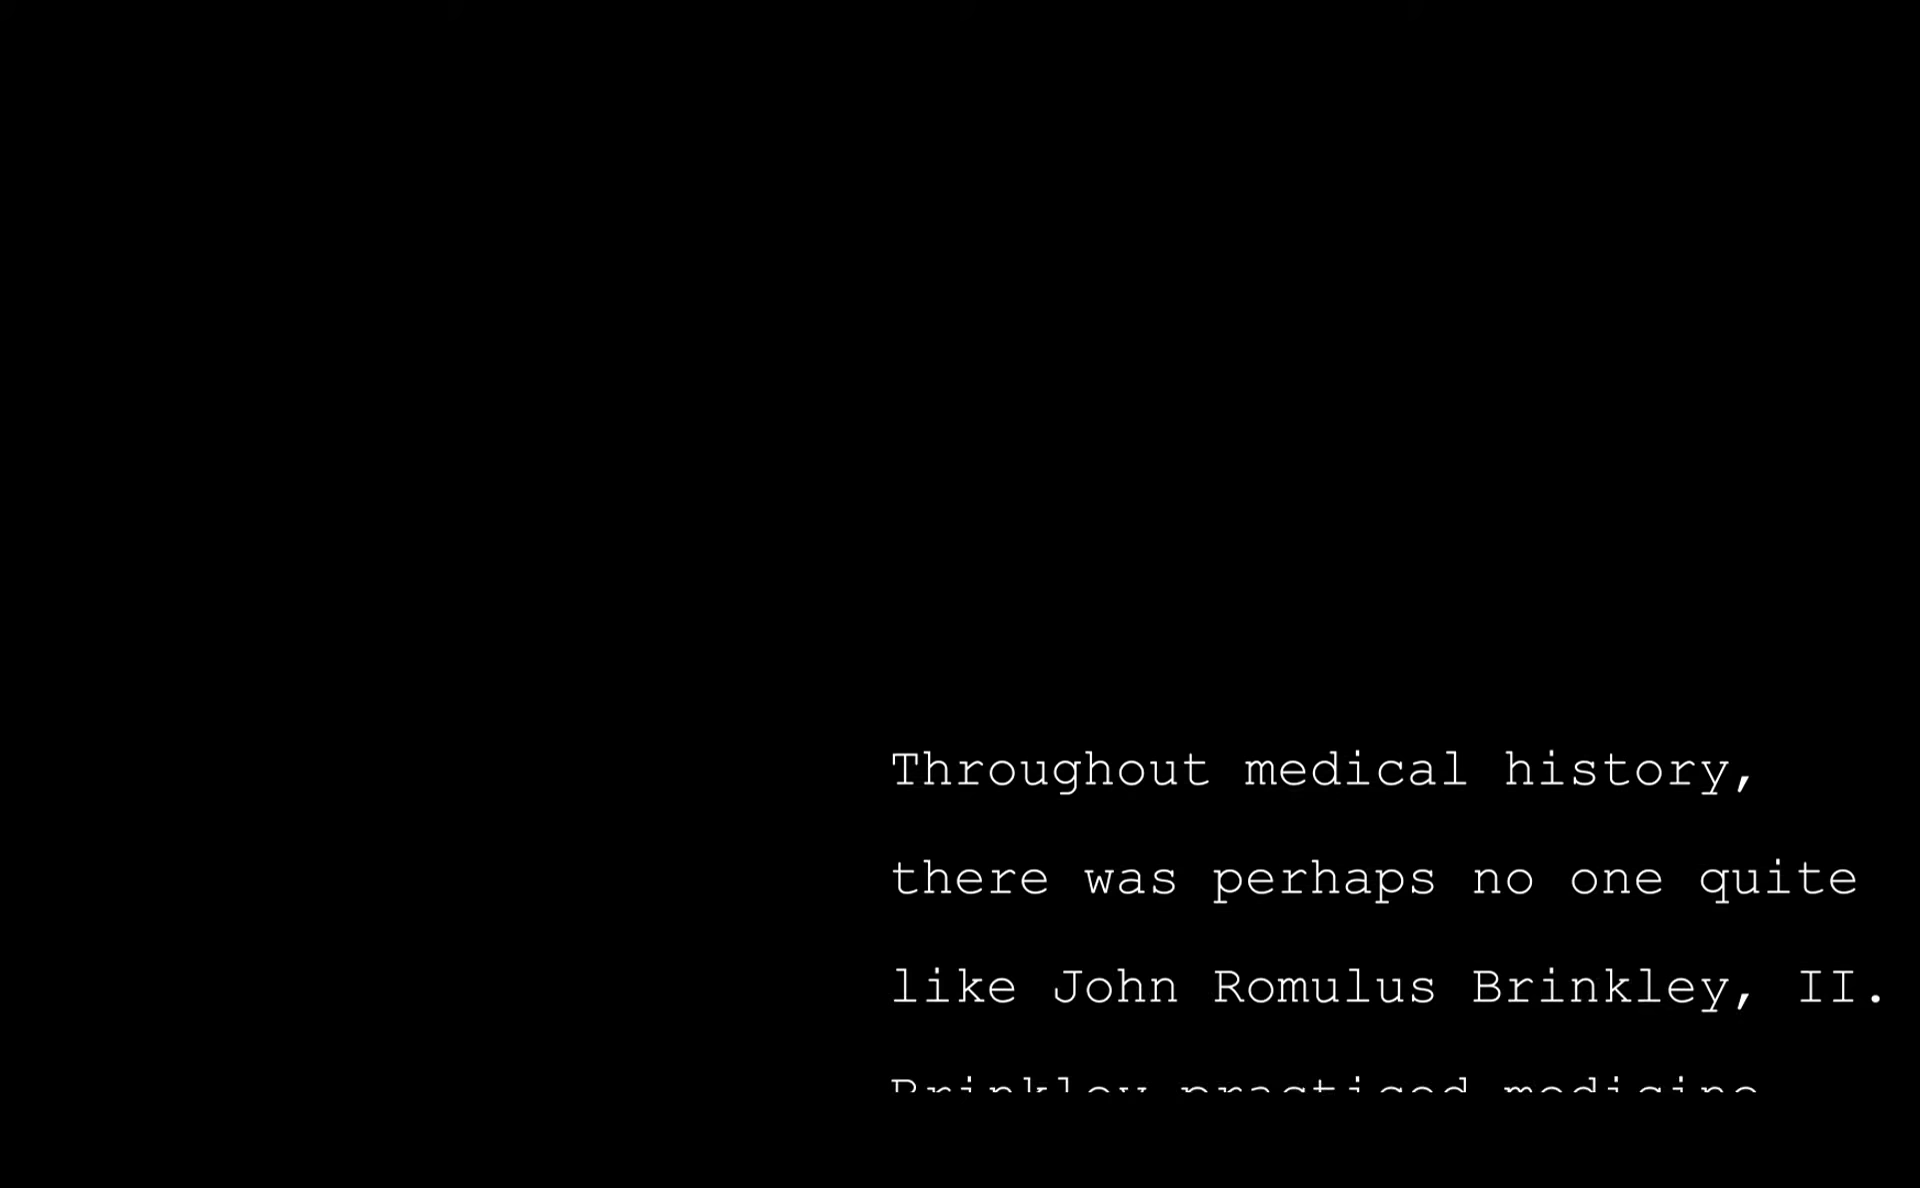 Throughout medical history,
there was perhaps no one quite
like John Romulus Brinkley, II.
Brinkley practiced medicine